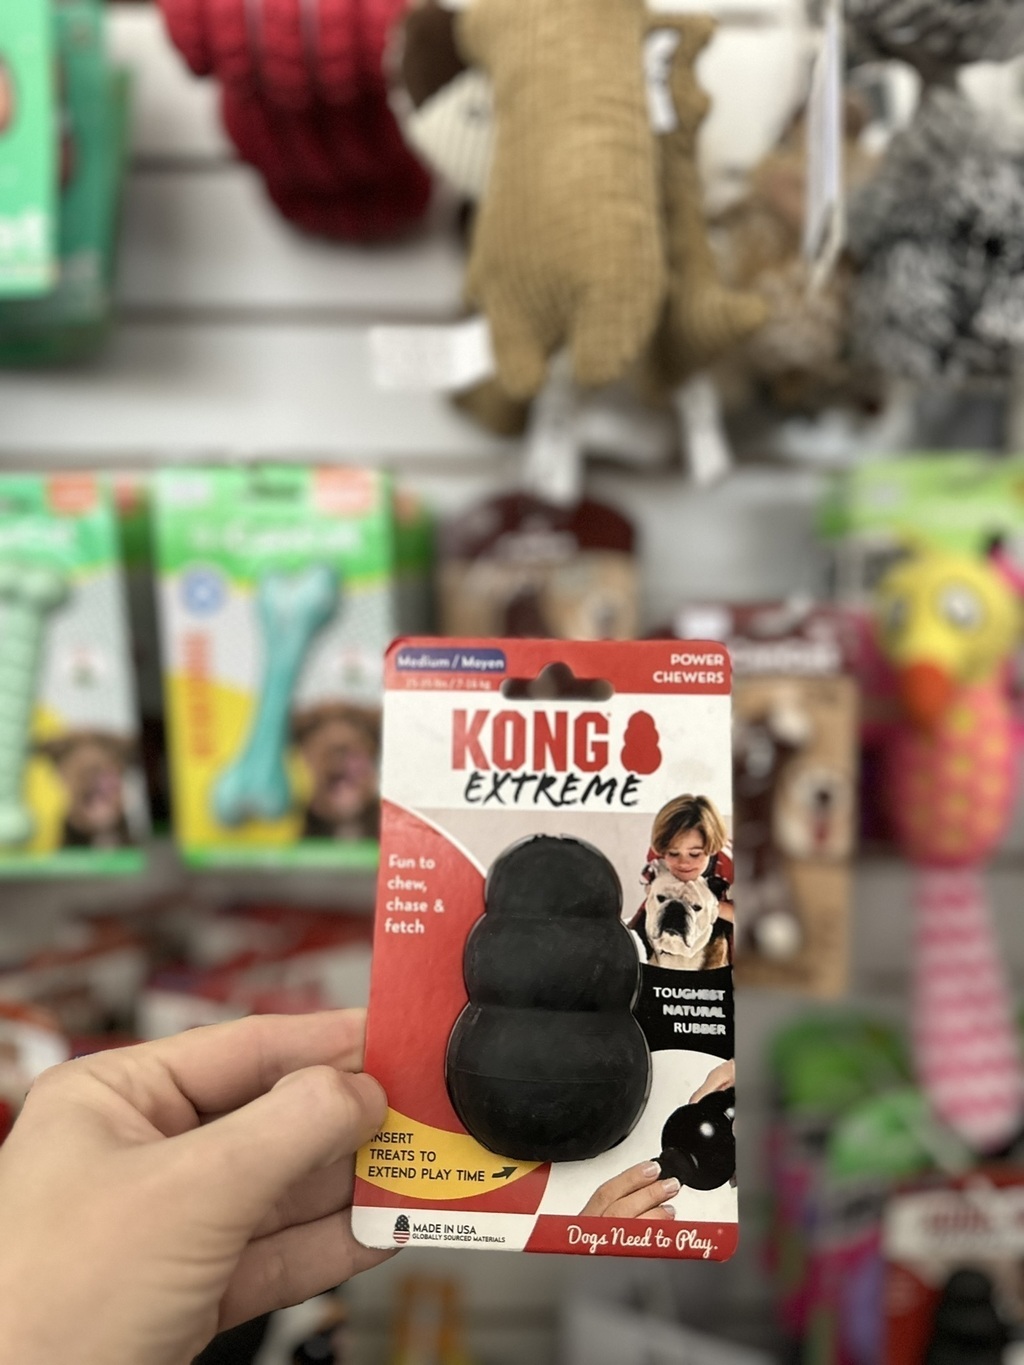 Medium / Moyen
POWER
CHEWERS
KONG
EXTREME
Fun to
chew,
chase &
fetch
TOUGHEST
NATURAL
RUBBER
INSERT
TREATS TO
EXTEND PLAY TIME
MADE IN USA
GLOBALLY SOURCED MATERIALS
Dogs Need to Play.